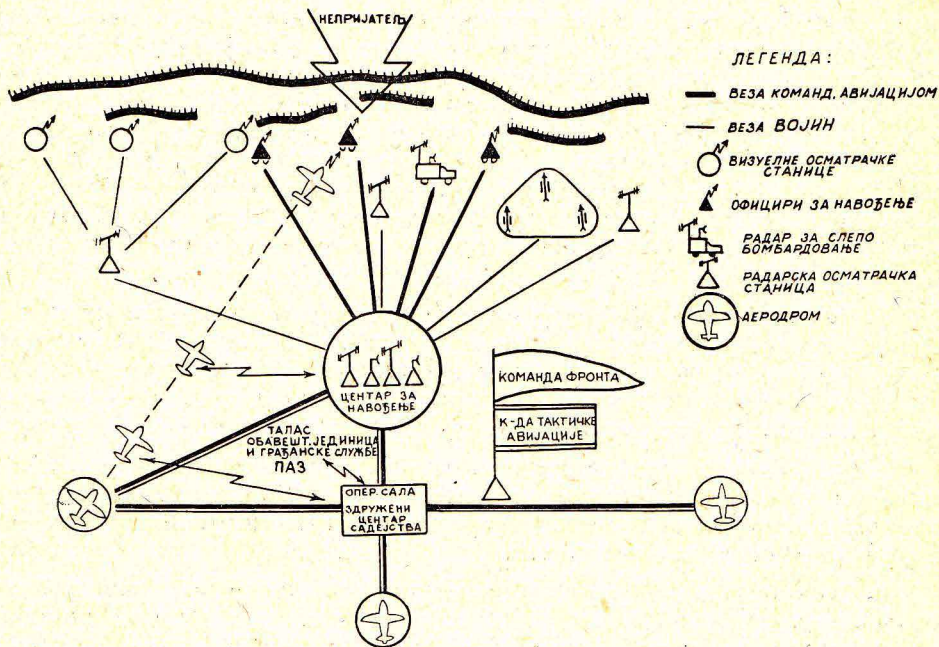 НЕПРИЈАТЕЉ
ЛЕГЕНДА:
ВЕЗА КОМАНД. АВИЈАЦИЈОМ
ВЕЗА ВОЈИН
ВИЗУЕЛНЕ ОСМАТРАЧКЕ
СТАНИЦЕ
ОФИЦИРИ ЗА НАВОЂЕЊЕ
РАДАР ЗА СЛЕПО
БОМБАРДОВАЊЕ
РАДАРСКА ОСМАТРАЧКА
СТАНИЦА
АЕРОДРОМ
ЦЕНТАР ЗА
НАВОЂЕЊЕ
КОМАНДА ФРОНТА
К-ДА ТАКТИЧКЕ
АВИЈАЦИЈЕ
ТАЛАС
ОБАВЕШТ. ЈЕДИНИЦА
И ГРАЂАНСКЕ СЛУЖБЕ
ПАЗ
ОПЕР. САЛА
ЗДРУЖЕНИ
ЦЕНТАР
САДЕЈСТВА